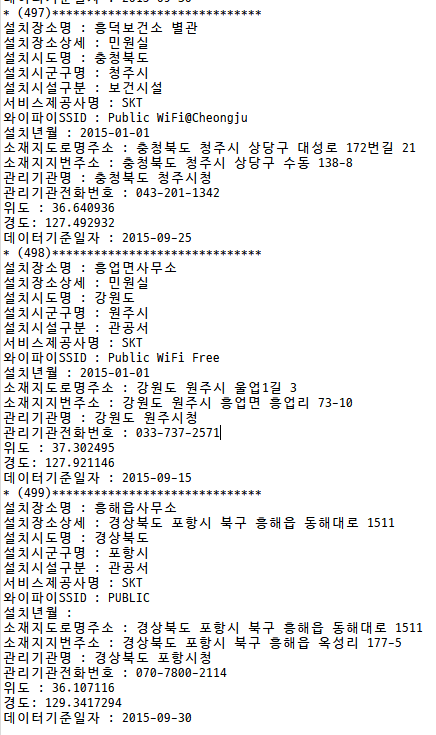 데이터기준일자 : 2015-09-30
* (497)******************************
설치장소명 : 흥덕보건소 별관
설치장소상세 : 민원실
설치시도명 : 충청북도
설치시군구명 : 청주시
설치시설구분 : 보건시설
서비스제공사명 : SKT
와이파이SSID : Public WiFi@Cheongju
설치년월 : 2015-01-01
소재지도로명주소 : 충청북도 청주시 상당구 대성로 172번길 21
소재지지번주소 : 충청북도 청주시 상당구 수동 138-8
관리기관명 : 충청북도 청주시청
관리기관전화번호 : 043-201-1342
위도 : 36.640936
경도: 127.492932
데이터기준일자 : 2015-09-25
* (498)******************************
설치장소명 : 흥업면사무소
설치장소상세 : 민원실
설치시도명 : 강원도
설치시군구명 : 원주시
설치시설구분 : 관공서
서비스제공사명 : SKT
와이파이SSID : Public WiFi Free
설치년월 : 2015-01-01
소재지도로명주소 : 강원도 원주시 울업1길 3
소재지지번주소 : 강원도 원주시 흥업면 흥업리 73-10
관리기관명 : 강원도 원주시청
관리기관전화번호 : 033-737-2571
위도 : 37.302495
경도: 127.921146
데이터기준일자 : 2015-09-15
* (499)******************************
설치장소명 : 흥해읍사무소
설치장소상세 : 경상북도 포항시 북구 흥해읍 동해대로 1511
설치시도명 : 경상북도
설치시군구명 : 포항시
설치시설구분 : 관공서
서비스제공사명 : SKT
와이파이SSID : PUBLIC
설치년월 :
소재지도로명주소 : 경상북도 포항시 북구 흥해읍 동해대로 1511
소재지지번주소 : 경상북도 포항시 북구 흥해읍 옥성리 177-5
관리기관명 : 경상북도 포항시청
관리기관전화번호 : 070-7800-2114
위도 : 36.107116
경도: 129.3417294
데이터기준일자 : 2015-09-30